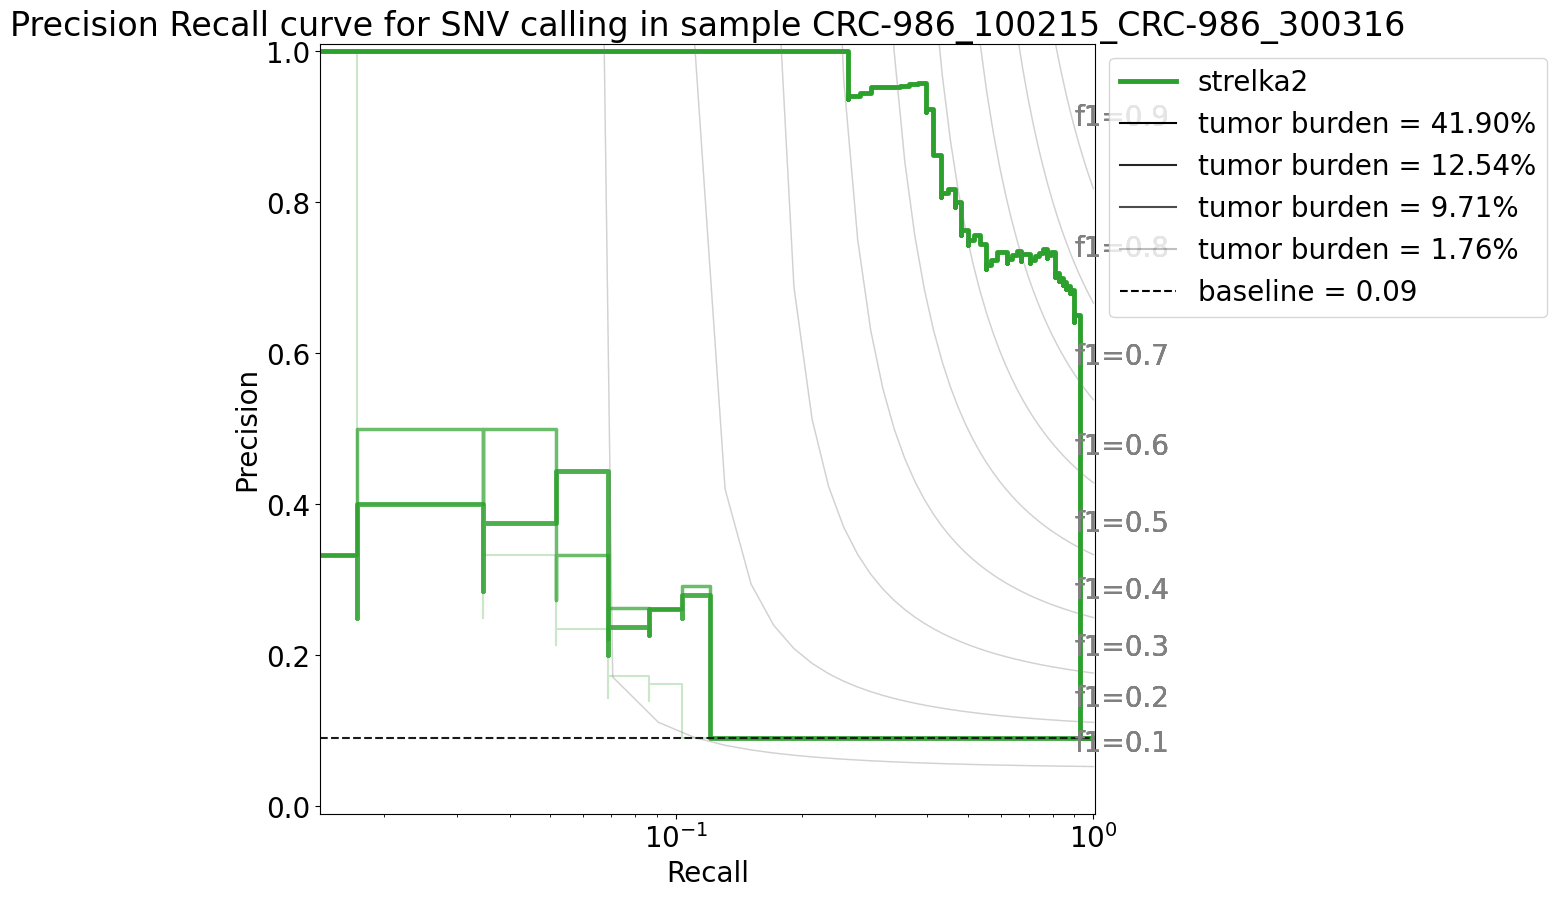 Precision Recall curve for SNV calling in sample CRC-986_100215_CRC-986_300316
1.0
0.8
0.6
0.4
0.2
0.0
Precision
10⁻¹
10⁰
Recall
f1=0.9
f1=0.8
f1=0.7
f1=0.6
f1=0.5
f1=0.4
f1=0.3
f1=0.2
f1=0.1
strelka2
tumor burden = 41.90%
tumor burden = 12.54%
tumor burden = 9.71%
tumor burden = 1.76%
baseline = 0.09